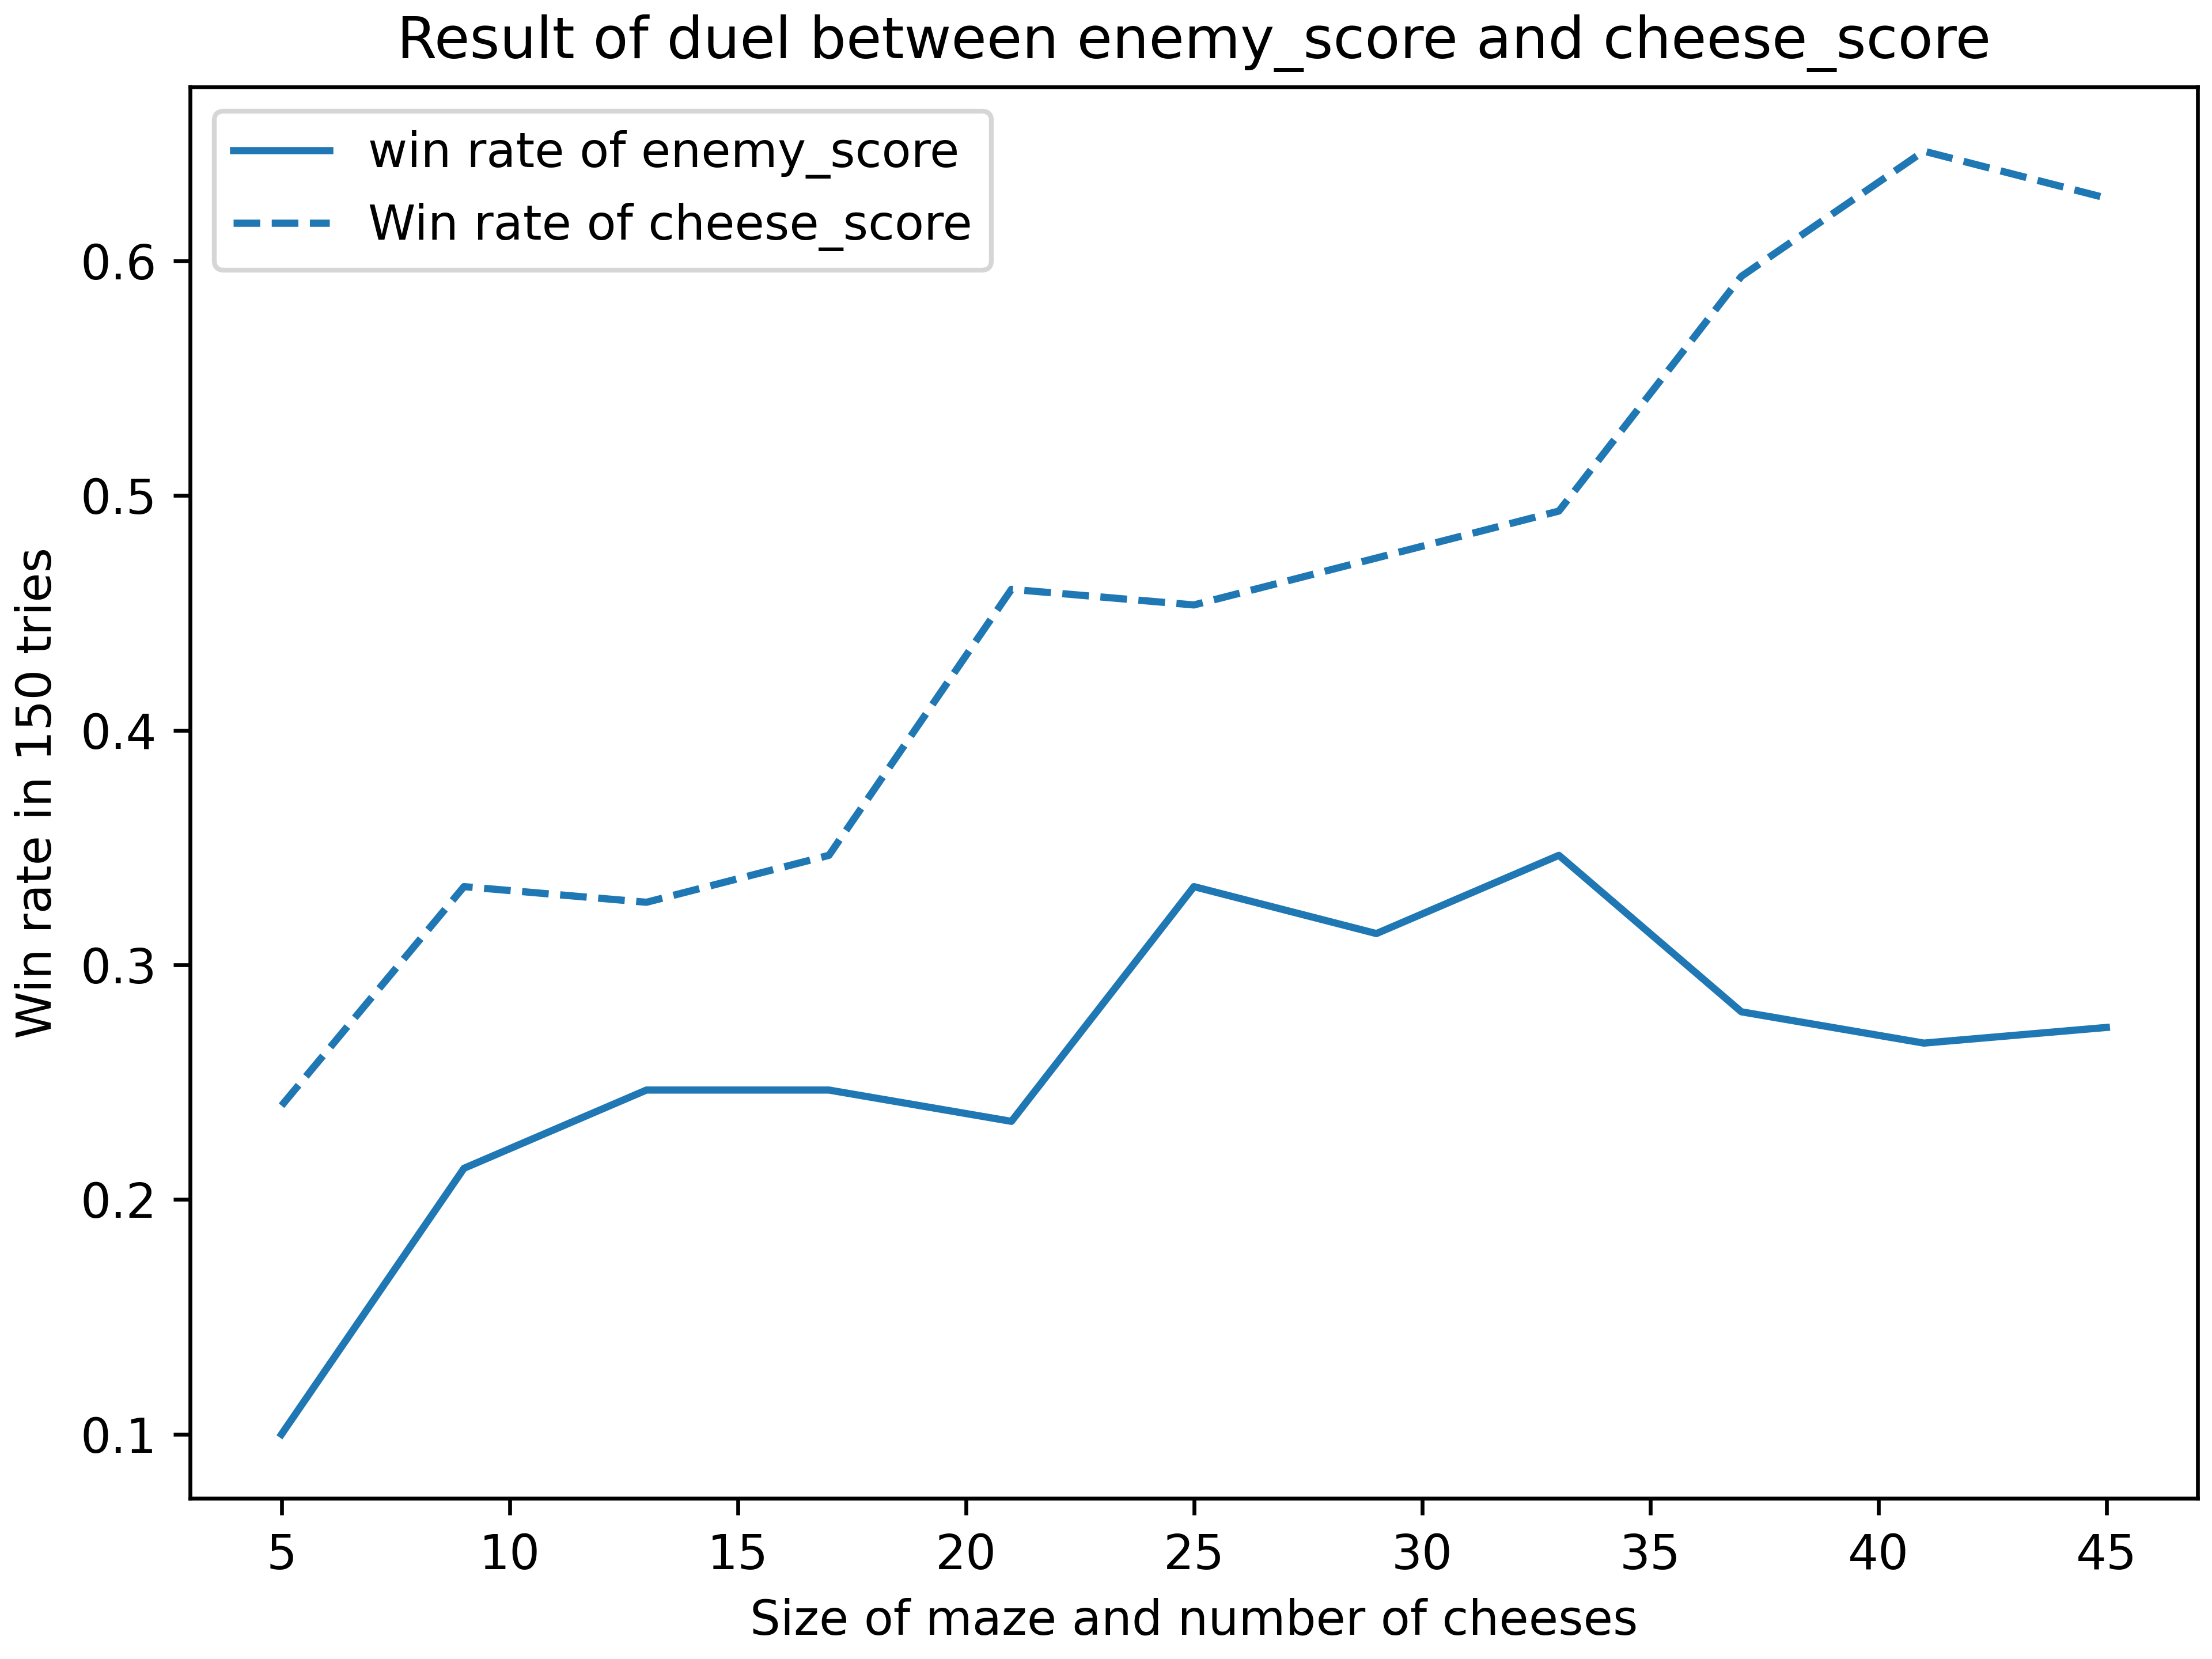 Result of duel between enemy_score and cheese_score
win rate of enemy_score
Win rate of cheese_score
Win rate in 150 tries
0.6
0.5
0.4
0.3
0.2
0.1
5 10 15 20 25 30 35 40 45
Size of maze and number of cheeses